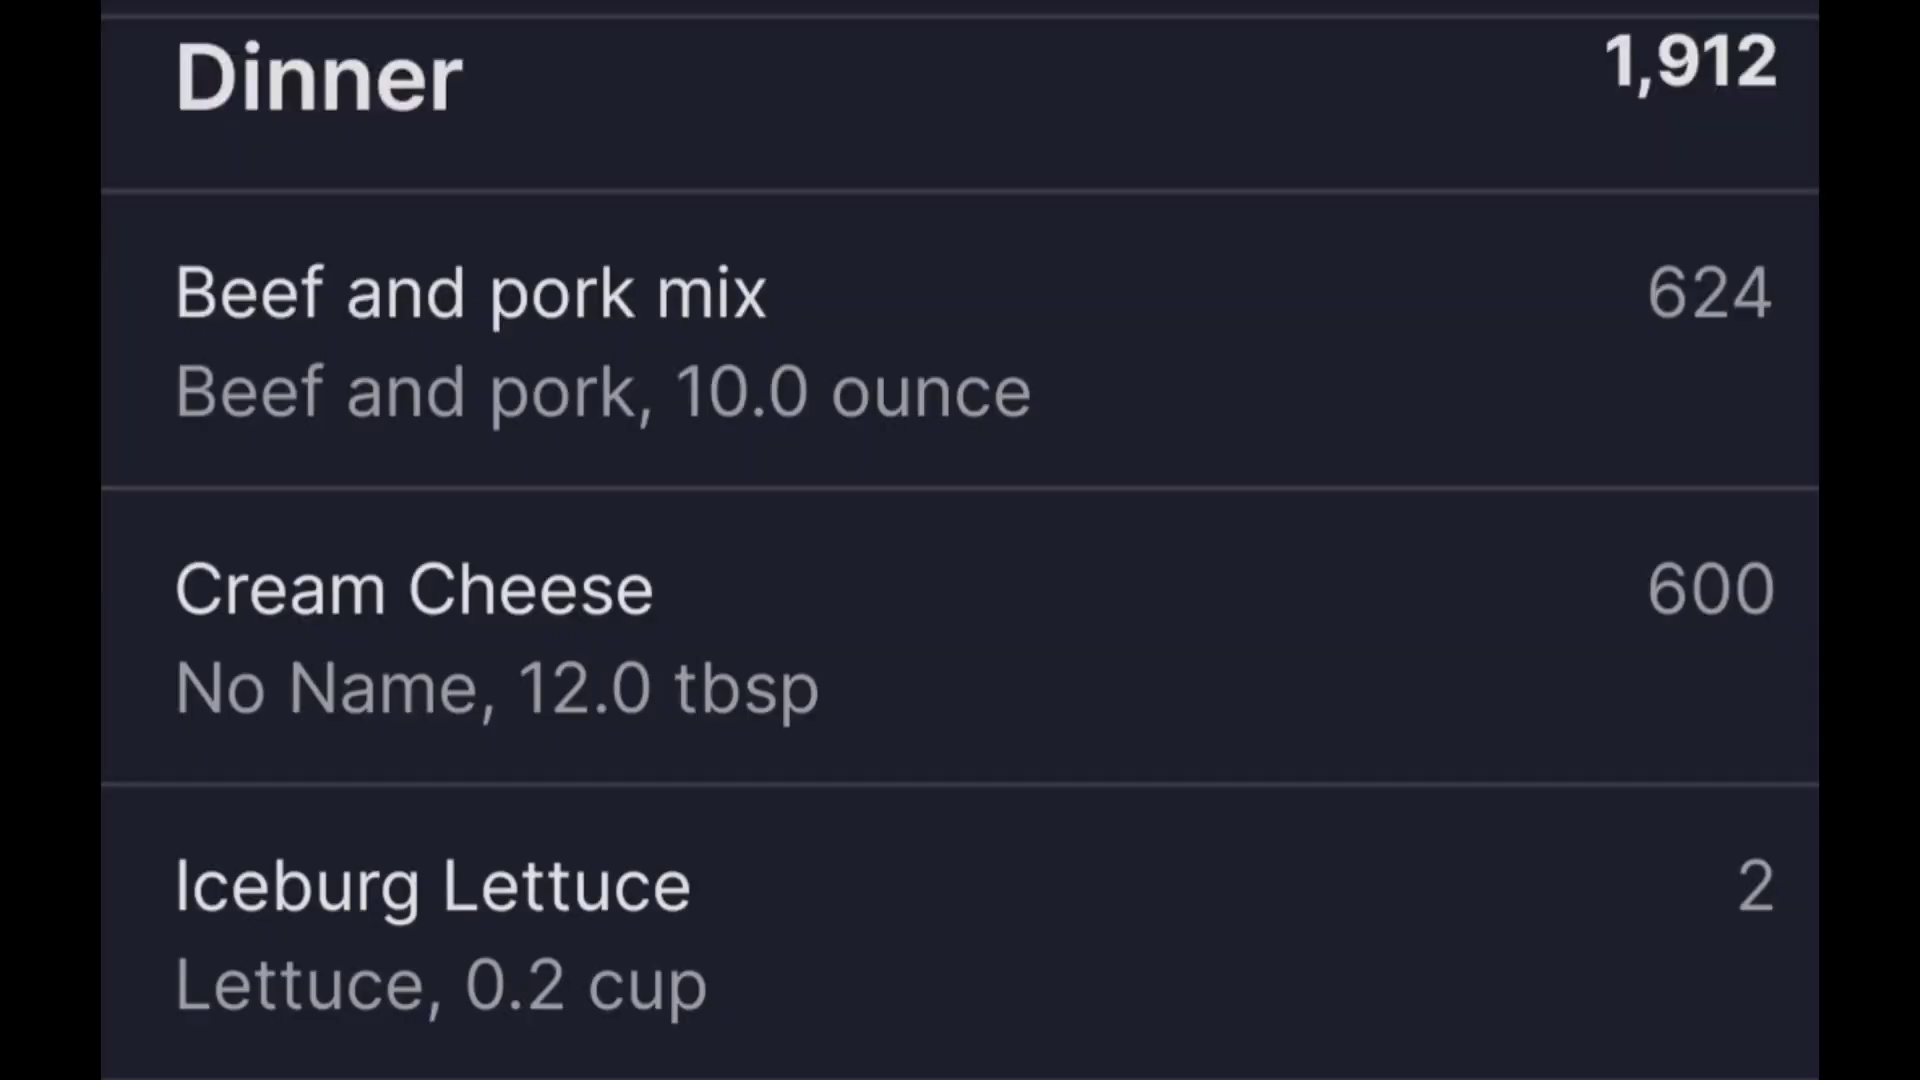 Dinner 1,912
Beef and pork mix 624
Beef and pork, 10.0 ounce
Cream Cheese 600
No Name, 12.0 tbsp
Iceburg Lettuce 2
Lettuce, 0.2 cup